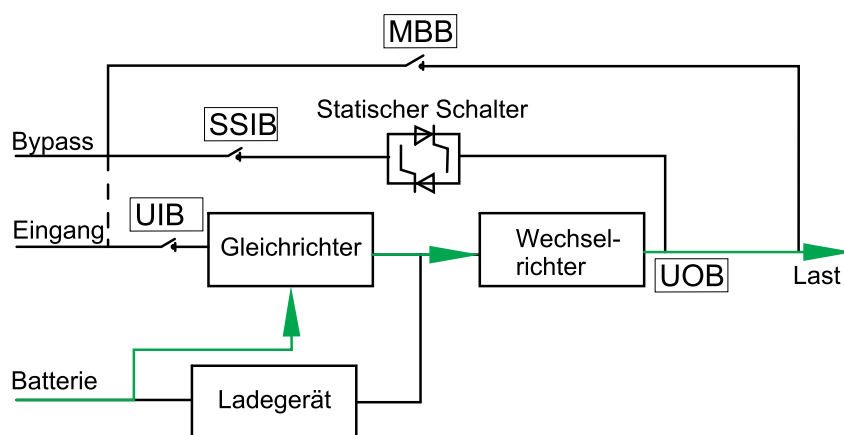 MBB
Statischer Schalter
SSIB
Bypass
UIB
Eingang
Gleichrichter
Wechsel-
richter
UOB
Last
Batterie
Ladegerät